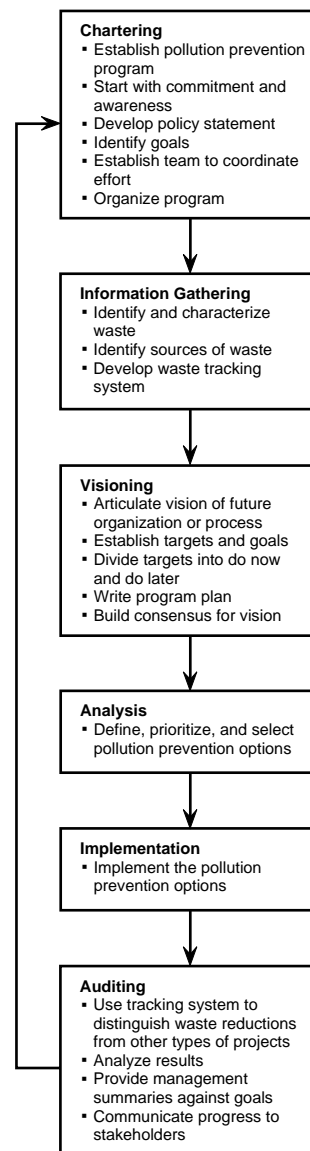 Chartering
▪ Establish pollution prevention
program
▪ Start with commitment and
awareness
▪ Develop policy statement
▪ Identify goals
▪ Establish team to coordinate
effort
▪ Organize program
Information Gathering
▪ Identify and characterize
waste
▪ Identify sources of waste
▪ Develop waste tracking
system
Visioning
▪ Articulate vision of future
organization or process
▪ Establish targets and goals
▪ Divide targets into do now
and do later
▪ Write program plan
▪ Build consensus for vision
Analysis
▪ Define, prioritize, and select
pollution prevention options
Implementation
▪ Implement the pollution
prevention options
Auditing
▪ Use tracking system to
distinguish waste reductions
from other types of projects
▪ Analyze results
▪ Provide management
summaries against goals
▪ Communicate progress to
stakeholders